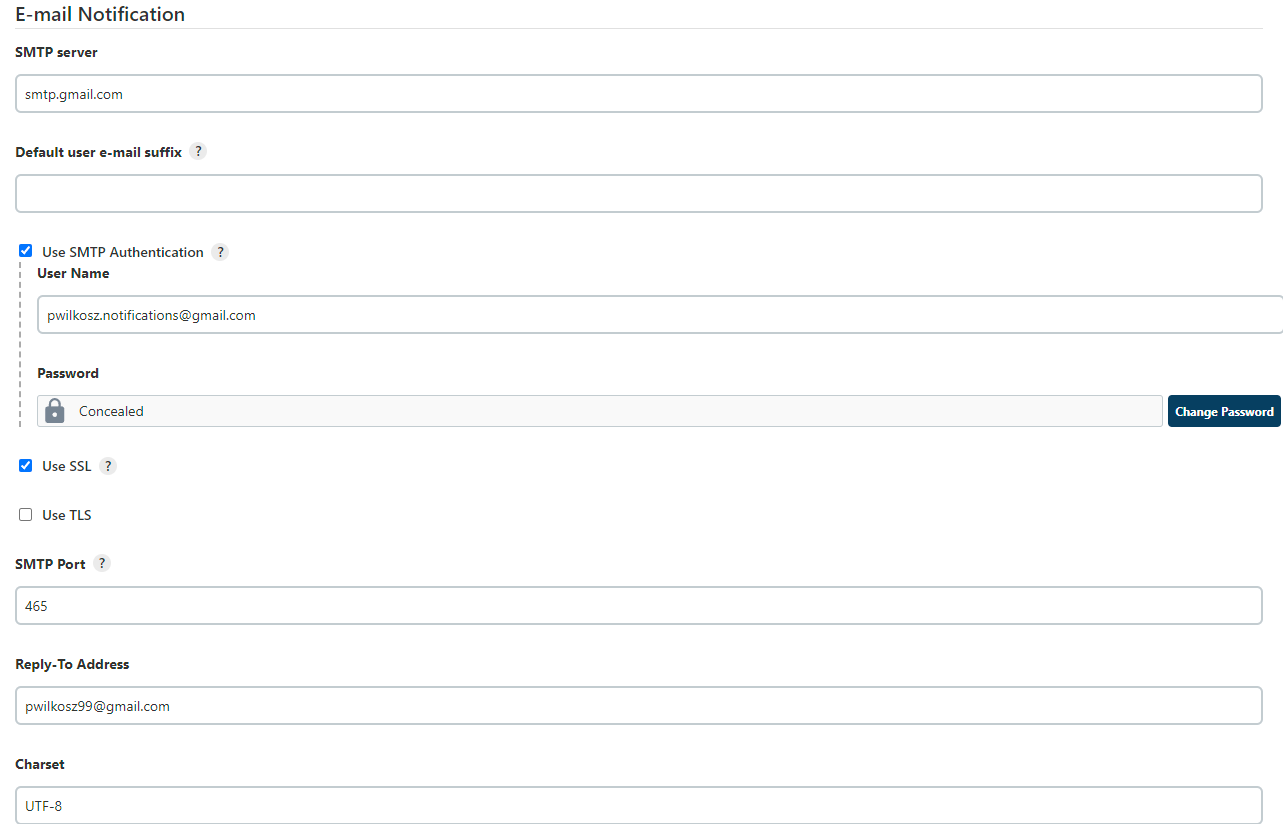 E-mail Notification
SMTP server
smtp.gmail.com
Default user e-mail suffix ?
Use SMTP Authentication ?
User Name
pwilkosz.notifications@gmail.com
Password
Concealed Change Password
Use SSL ?
Use TLS
SMTP Port ?
465
Reply-To Address
pwilkosz99@gmail.com
Charset
UTF-8